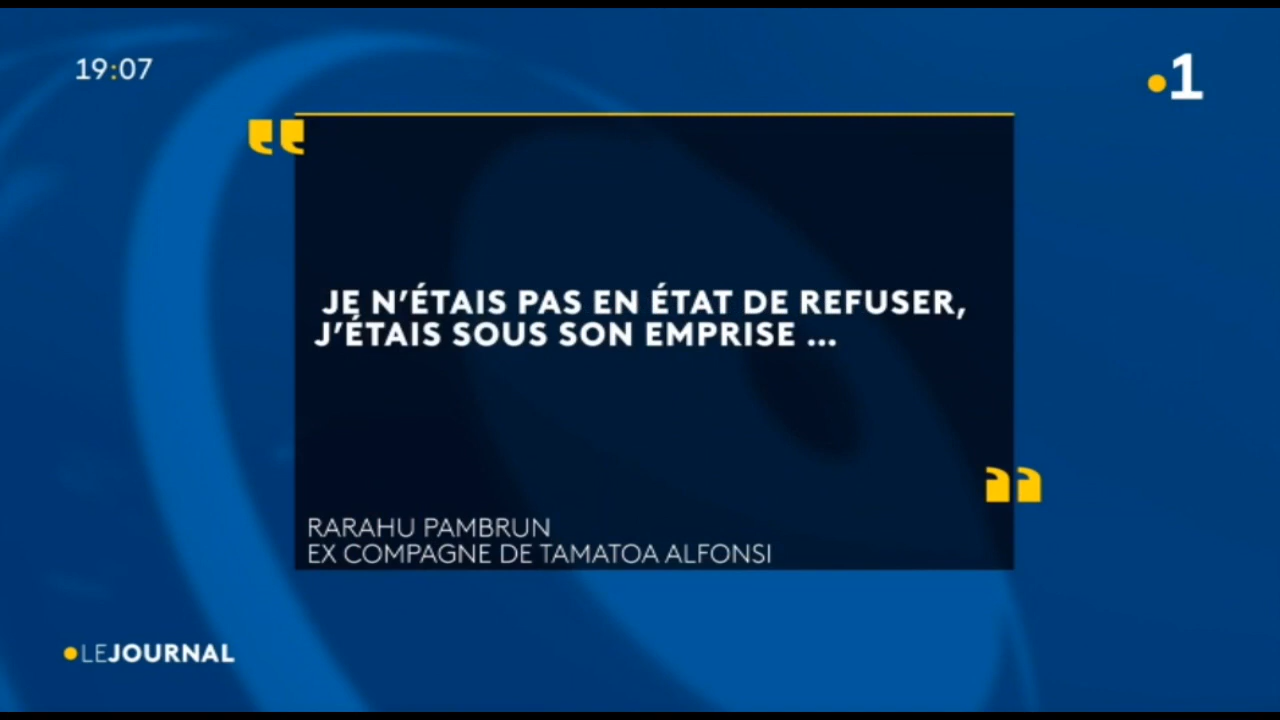 19:07
1
JE N'ÉTAIS PAS EN ÉTAT DE REFUSER,
J'ÉTAIS SOUS SON EMPRISE ...
RARAHU PAMBRUN
EX COMPAGNE DE TAMATOA ALFONSI
LEJOURNAL